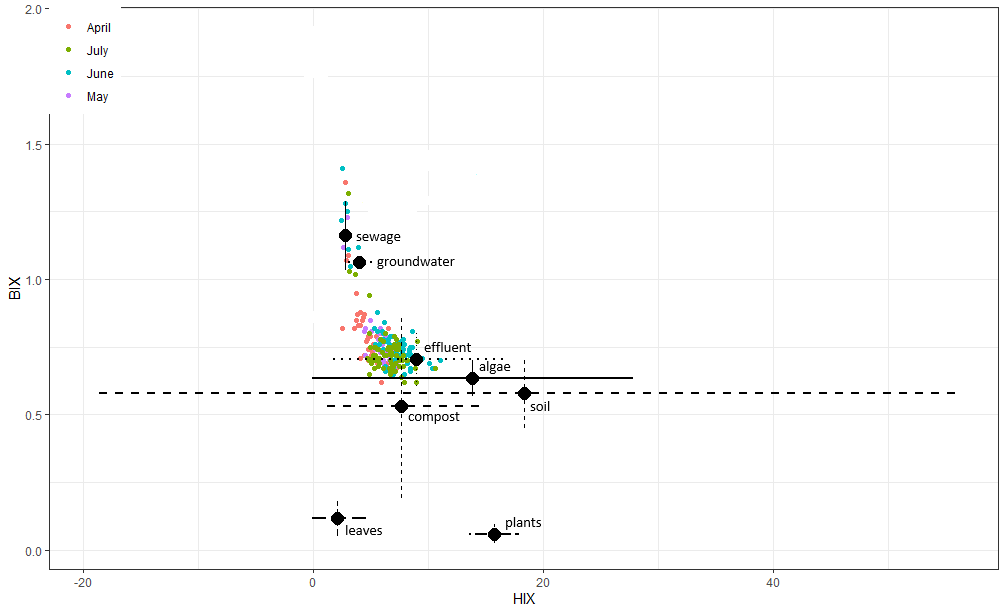 2.0
April
July
June
May
1.5
sewage
groundwater
1.0
BIX
effluent
algae
soil
0.5
compost
plants
leaves
0.0
-20
0
20
40
HIX